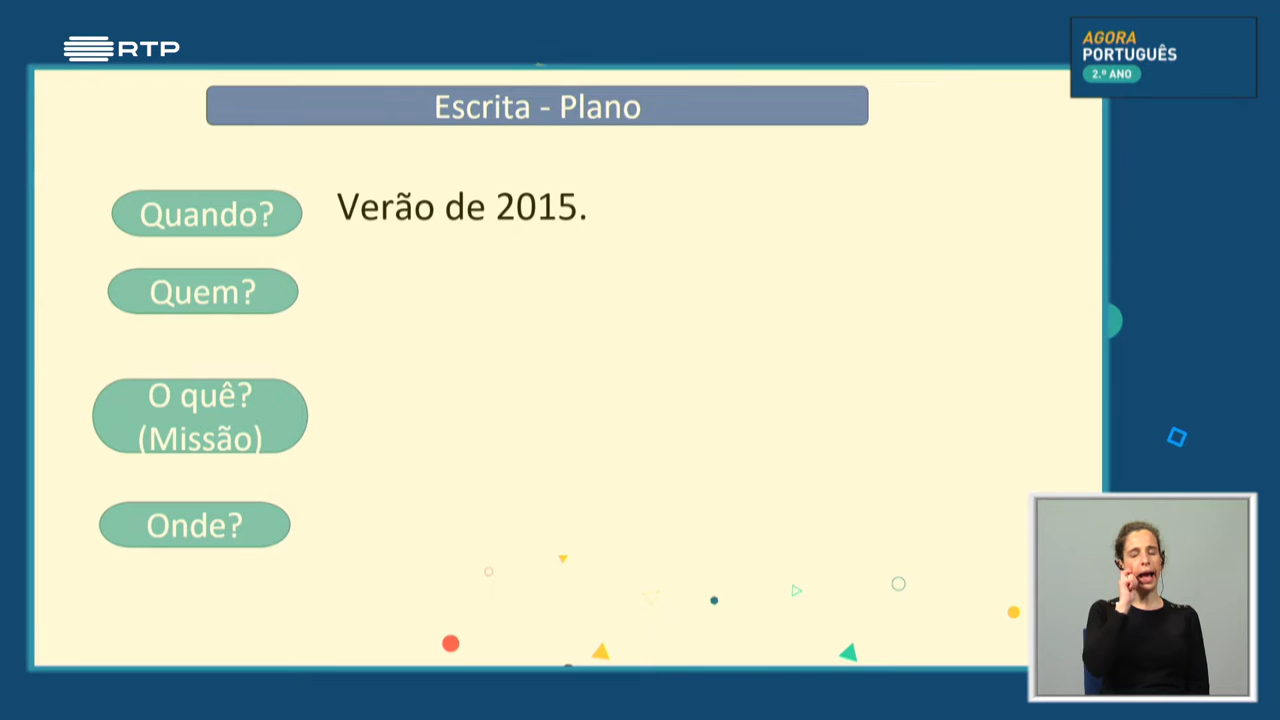 RTP
AGORA
PORTUGUÊS
2.º ANO
Escrita - Plano
Quando?
Verão de 2015.
Quem?
O quê?
(Missão)
Onde?